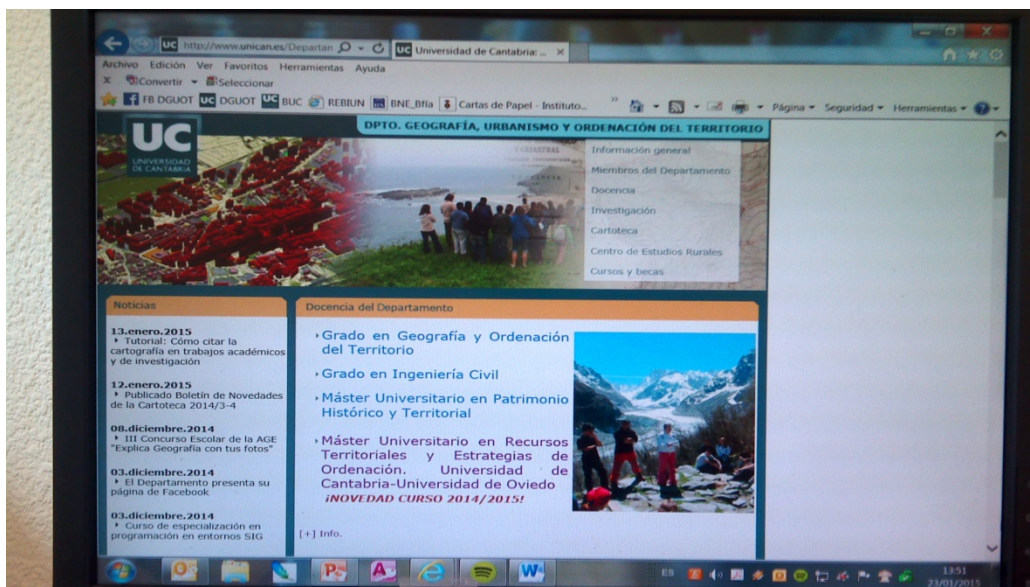 UC http://www.unican.es/Departan
UC Universidad de Cantabria: ...
Archivo Edición Ver Favoritos Herramientas Ayuda
x Convertir Seleccionar
FB DGUOT UC DGUOT UC BUC REBIUN BNE_Bfia Cartas de Papel - Instituto... » Página Seguridad Herramientas
UC
UNIVERSIDAD
DE CANTABRIA
DPTO. GEOGRAFÍA, URBANISMO Y ORDENACIÓN DEL TERRITORIO
Información general
Miembros del Departamento
Docencia
Investigación
Cartoteca
Centro de Estudios Rurales
Cursos y becas
Noticias
13.enero.2015
Tutorial: Cómo citar la
cartografía en trabajos académicos
y de investigación
12.enero.2015
Publicado Boletín de Novedades
de la Cartoteca 2014/3-4
08.diciembre.2014
III Concurso Escolar de la AGE
"Explica Geografía con tus fotos"
03.diciembre.2014
El Departamento presenta su
página de Facebook
03.diciembre.2014
Curso de especialización en
programación en entornos SIG
Docencia del Departamento
Grado en Geografía y Ordenación
del Territorio
Grado en Ingeniería Civil
Máster Universitario en Patrimonio
Histórico y Territorial
Máster Universitario en Recursos
Territoriales y Estrategias de
Ordenación. Universidad de
Cantabria-Universidad de Oviedo
¡NOVEDAD CURSO 2014/2015!
[+] Info.
ES
13:51
23/01/2015